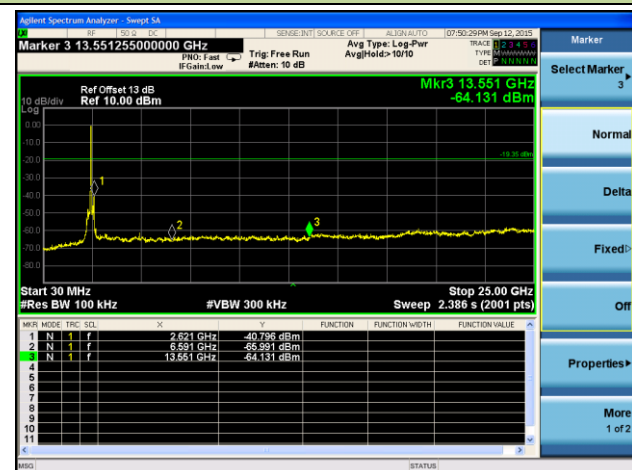 Agilent Spectrum Analyzer - Swept SA
RF 50 Ω DC SENSE:INT SOURCE OFF ALIGN AUTO 07:50:29 PM Sep 12, 2015
Marker 3 13.551255000000 GHz
PNO: Fast
IFGain:Low
Trig: Free Run
#Atten: 10 dB
Avg Type: Log-Pwr
Avg|Hold:>10/10
TRACE 1 2 3 4 5 6
TYPE M
DET P N N N N N
Mkr3 13.551 GHz
-64.131 dBm
Ref Offset 13 dB
10 dB/div Ref 10.00 dBm
Log
0.00
-10.0
-20.0
-30.0
-40.0
-50.0
-60.0
-70.0
-80.0
-19.35 dBm
1
2
3
Start 30 MHz Stop 25.00 GHz
#Res BW 100 kHz #VBW 300 kHz Sweep 2.386 s (2001 pts)
MKR MODE TRC SCL X Y FUNCTION FUNCTION WIDTH FUNCTION VALUE
1 N 1 f 2.621 GHz -40.796 dBm
2 N 1 f 6.591 GHz -65.991 dBm
3 N 1 f 13.551 GHz -64.131 dBm
4
5
6
7
8
9
10
11
MSG STATUS
Marker
Select Marker
3
Normal
Delta
Fixed
Off
Properties
More
1 of 2